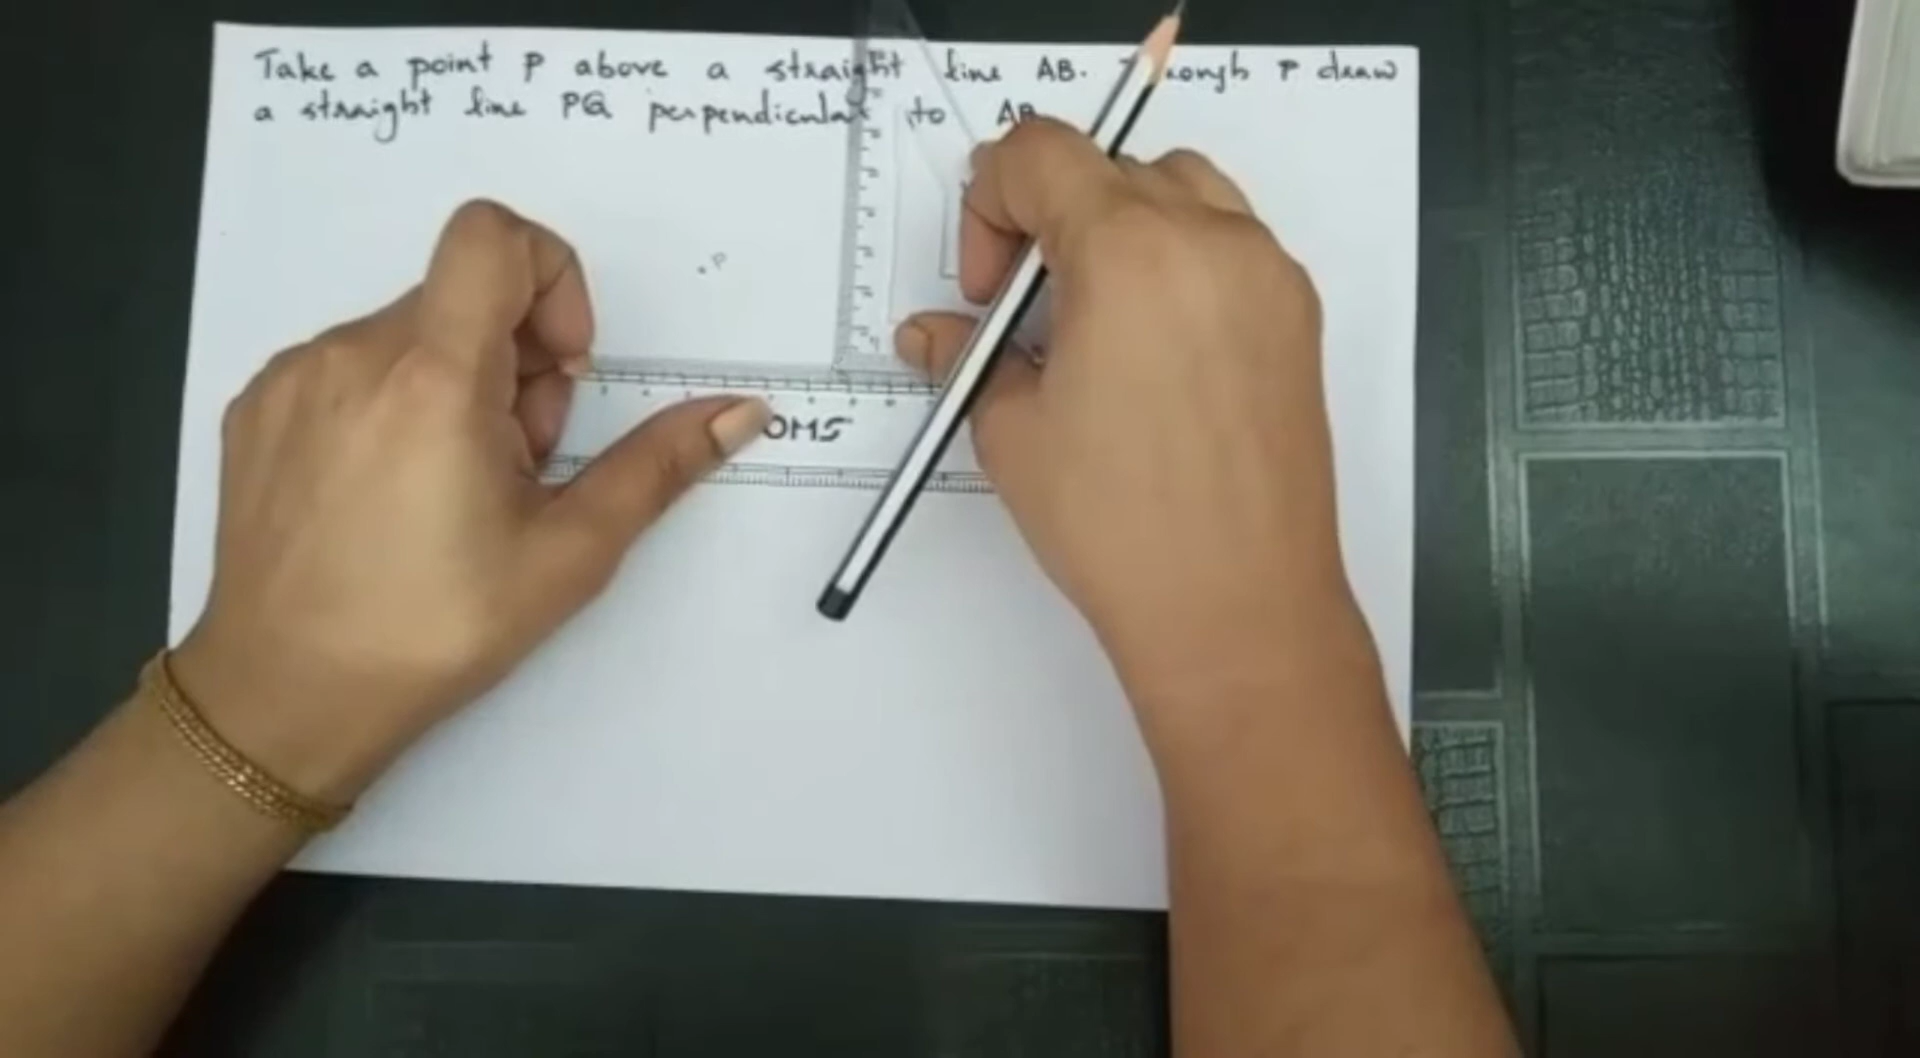 Take a point P above a straight line AB. Through P draw
a straight line PQ perpendicular to AB
.P
OMS